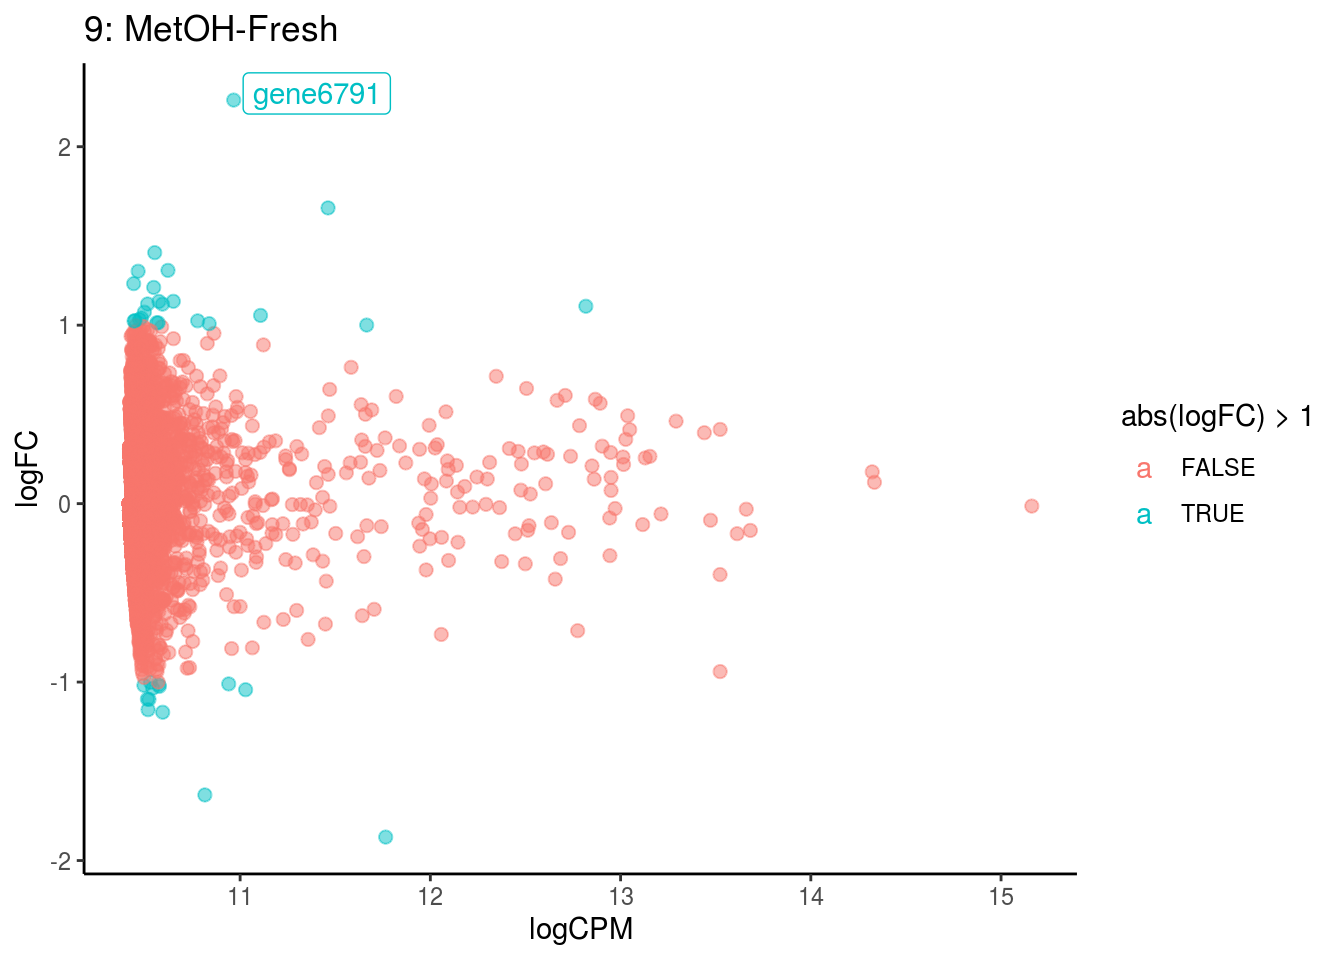 9: MetOH-Fresh
gene6791
2
1
0
-1
-2
logFC
11
12
13
14
15
logCPM
abs(logFC) > 1
a FALSE
a TRUE